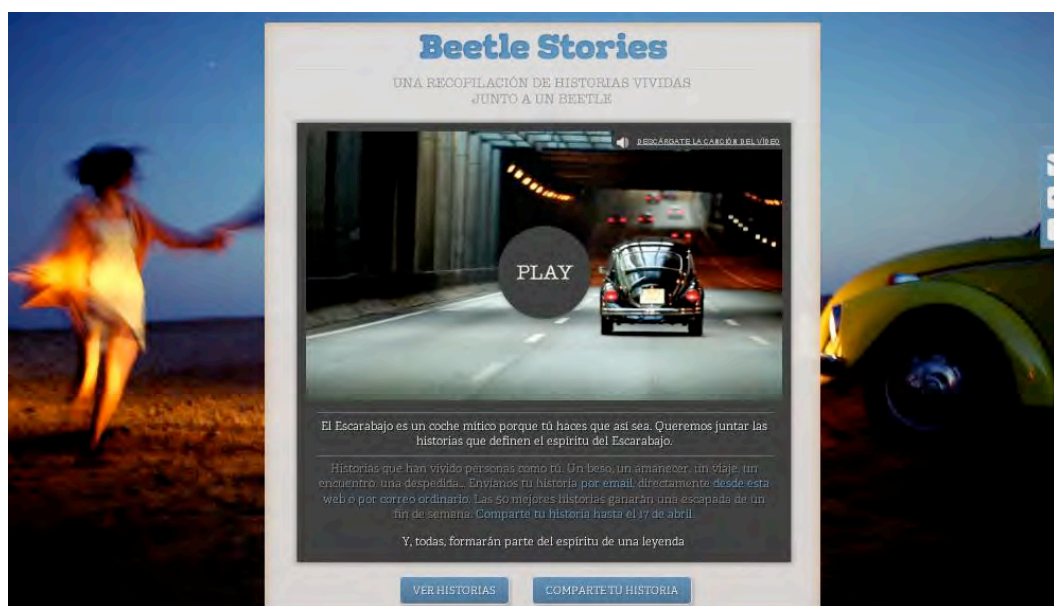 Beetle Stories
UNA RECOPILACIÓN DE HISTORIAS VIVIDAS
JUNTO A UN BEETLE
DESCÁRGATE LA CANCIÓN DEL VÍDEO
PLAY
El Escarabajo es un coche mítico porque tú haces que así sea. Queremos juntar las
historias que definen el espíritu del Escarabajo.
Historias que han vivido personas como tú. Un beso, un amanecer, un viaje, un
encuentro, una despedida... Envíanos tu historia por email, directamente desde esta
web o por correo ordinario. Las 50 mejores historias ganarán una escapada de un
fin de semana. Comparte tu historia hasta el 17 de abril.
Y, todas, formarán parte del espíritu de una leyenda
VER HISTORIAS
COMPARTE TU HISTORIA